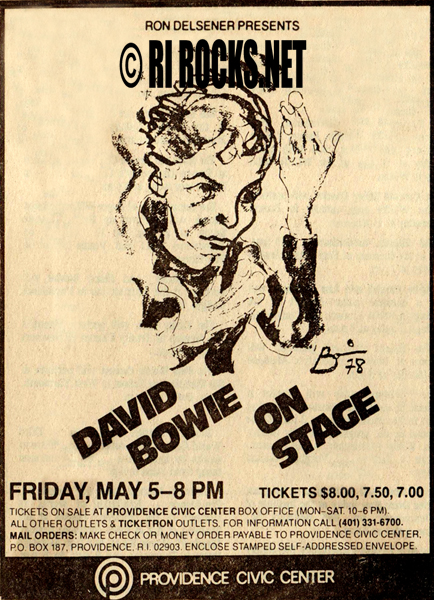 RON DELSENER PRESENTS
© RI ROCKS.NET
78
DAVID
BOWIE
ON
STAGE
FRIDAY, MAY 5–8 PM
TICKETS $8.00, 7.50, 7.00
TICKETS ON SALE AT PROVIDENCE CIVIC CENTER BOX OFFICE (MON–SAT. 10–6 PM).
ALL OTHER OUTLETS & TICKETRON OUTLETS. FOR INFORMATION CALL (401) 331-6700.
MAIL ORDERS: MAKE CHECK OR MONEY ORDER PAYABLE TO PROVIDENCE CIVIC CENTER,
P.O. BOX 187, PROVIDENCE, R.I. 02903. ENCLOSE STAMPED SELF-ADDRESSED ENVELOPE.
PROVIDENCE CIVIC CENTER